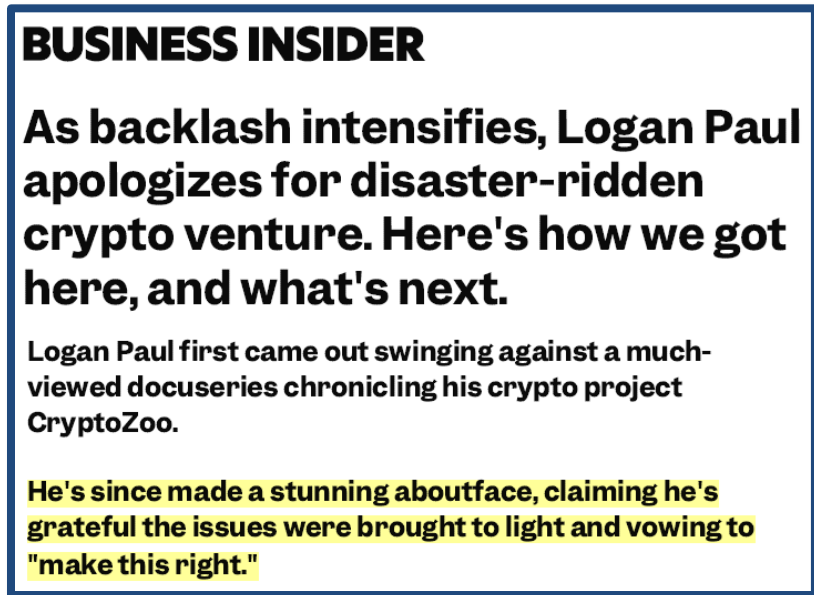 BUSINESS INSIDER
As backlash intensifies, Logan Paul
apologizes for disaster-ridden
crypto venture. Here's how we got
here, and what's next.
Logan Paul first came out swinging against a much-
viewed docuseries chronicling his crypto project
CryptoZoo.
He's since made a stunning aboutface, claiming he's
grateful the issues were brought to light and vowing to
"make this right."